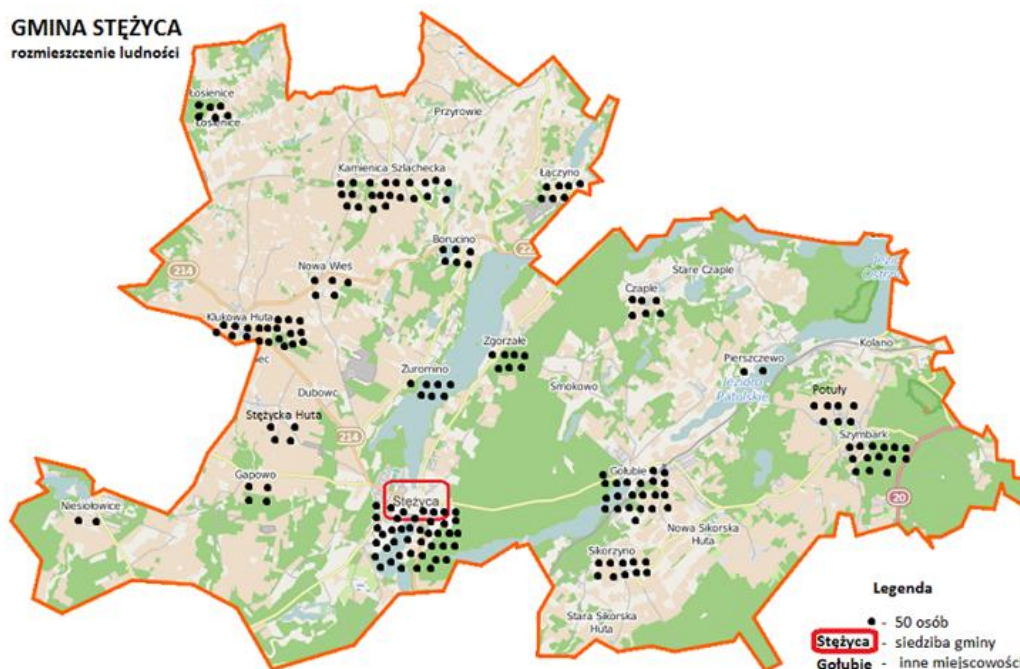 GMINA STĘŻYCA
rozmieszczenie ludności
Łosienice
Łosienice
Przyrowie
Kamienica Szlachecka
Łączyno
Borucino
22
214
Nowa Wieś
Stare Czaple
Czaple
Klukowa Huta
Zgorzałe
Kolano
Pierszczewo
Jezioro
Patulskie
Żuromino
Smokowo
Dubowc
Potuły
Stężycka Huta
214
Szymbark
Gapowo
Gołubie
Stężyca
20
Niesiołowice
Nowa Sikorska
Huta
Sikorzyno
Stara Sikorska
Huta
Legenda
- 50 osób
Stężyca - siedziba gminy
Gołubie - inne miejscowości